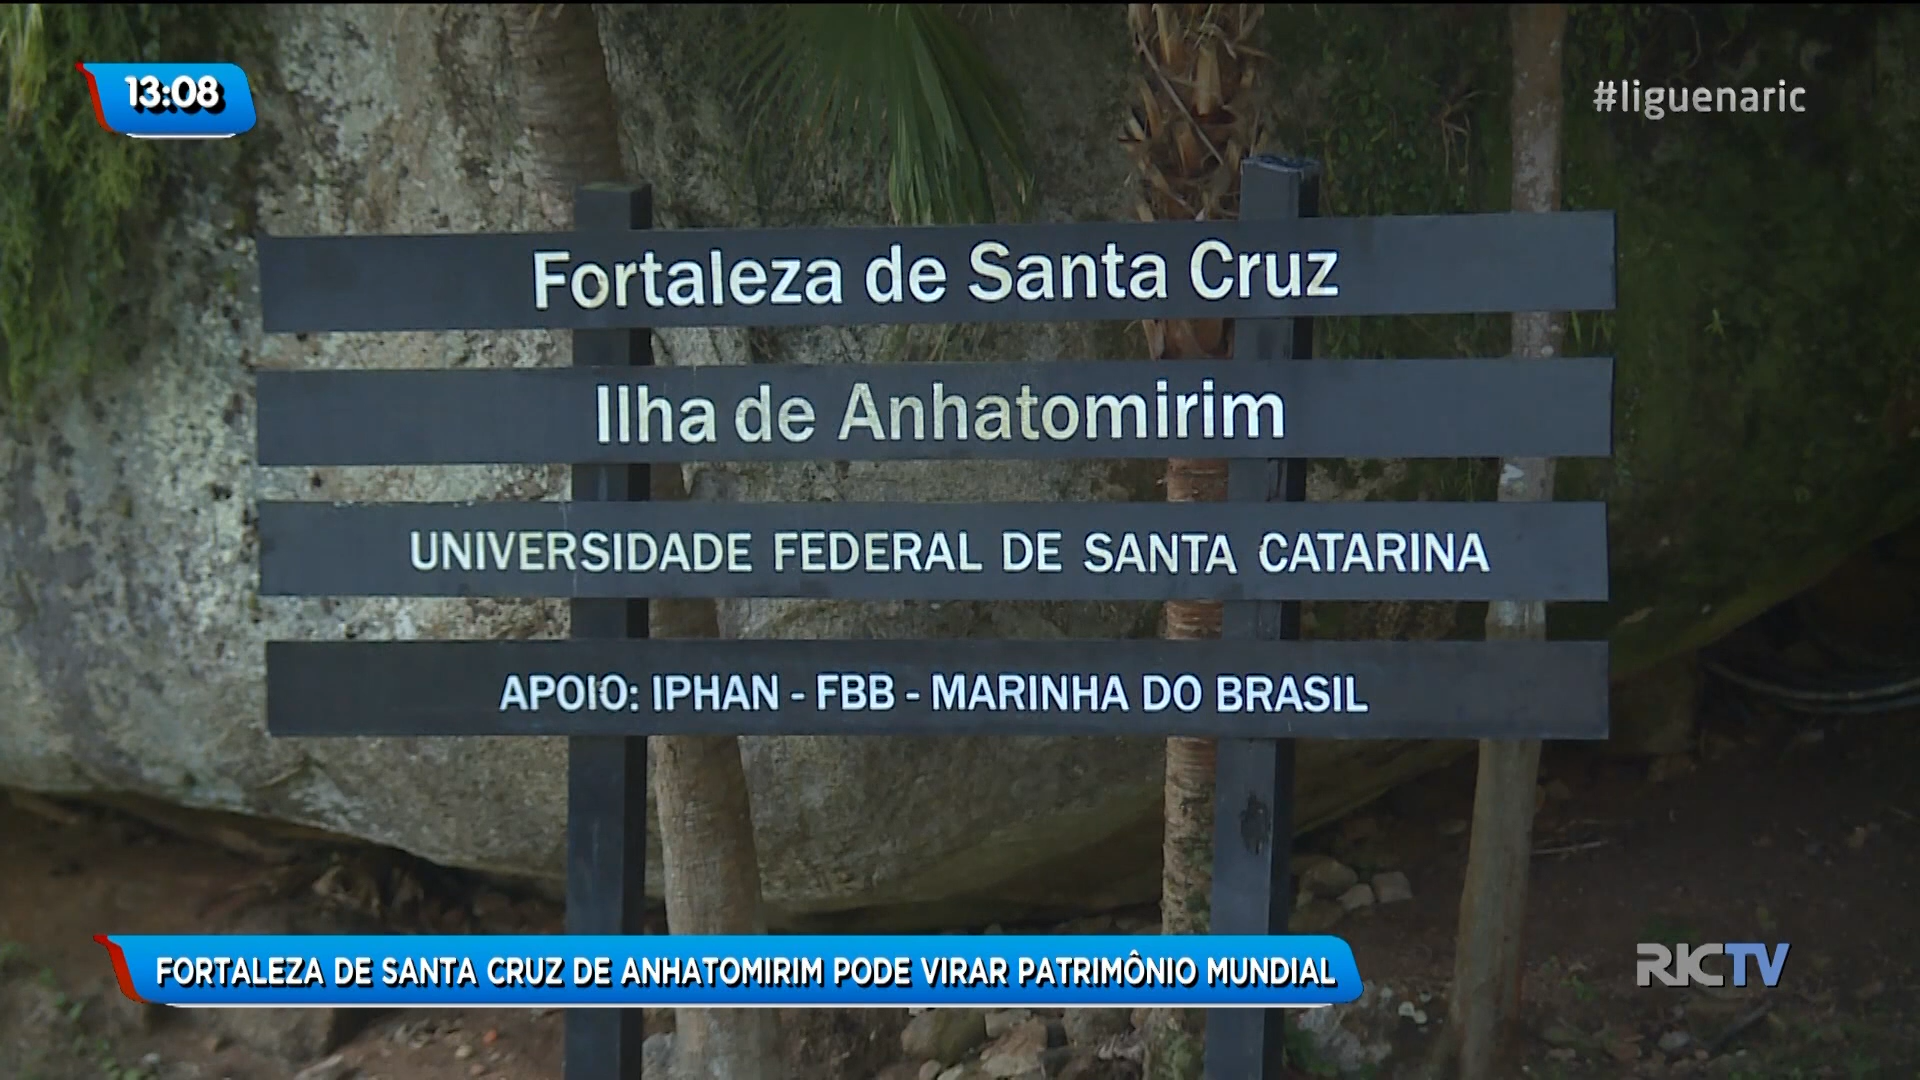 13:08
#liguenaric
Fortaleza de Santa Cruz
Ilha de Anhatomirim
UNIVERSIDADE FEDERAL DE SANTA CATARINA
APOIO: IPHAN - FBB - MARINHA DO BRASIL
FORTALEZA DE SANTA CRUZ DE ANHATOMIRIM PODE VIRAR PATRIMÔNIO MUNDIAL
RICTV